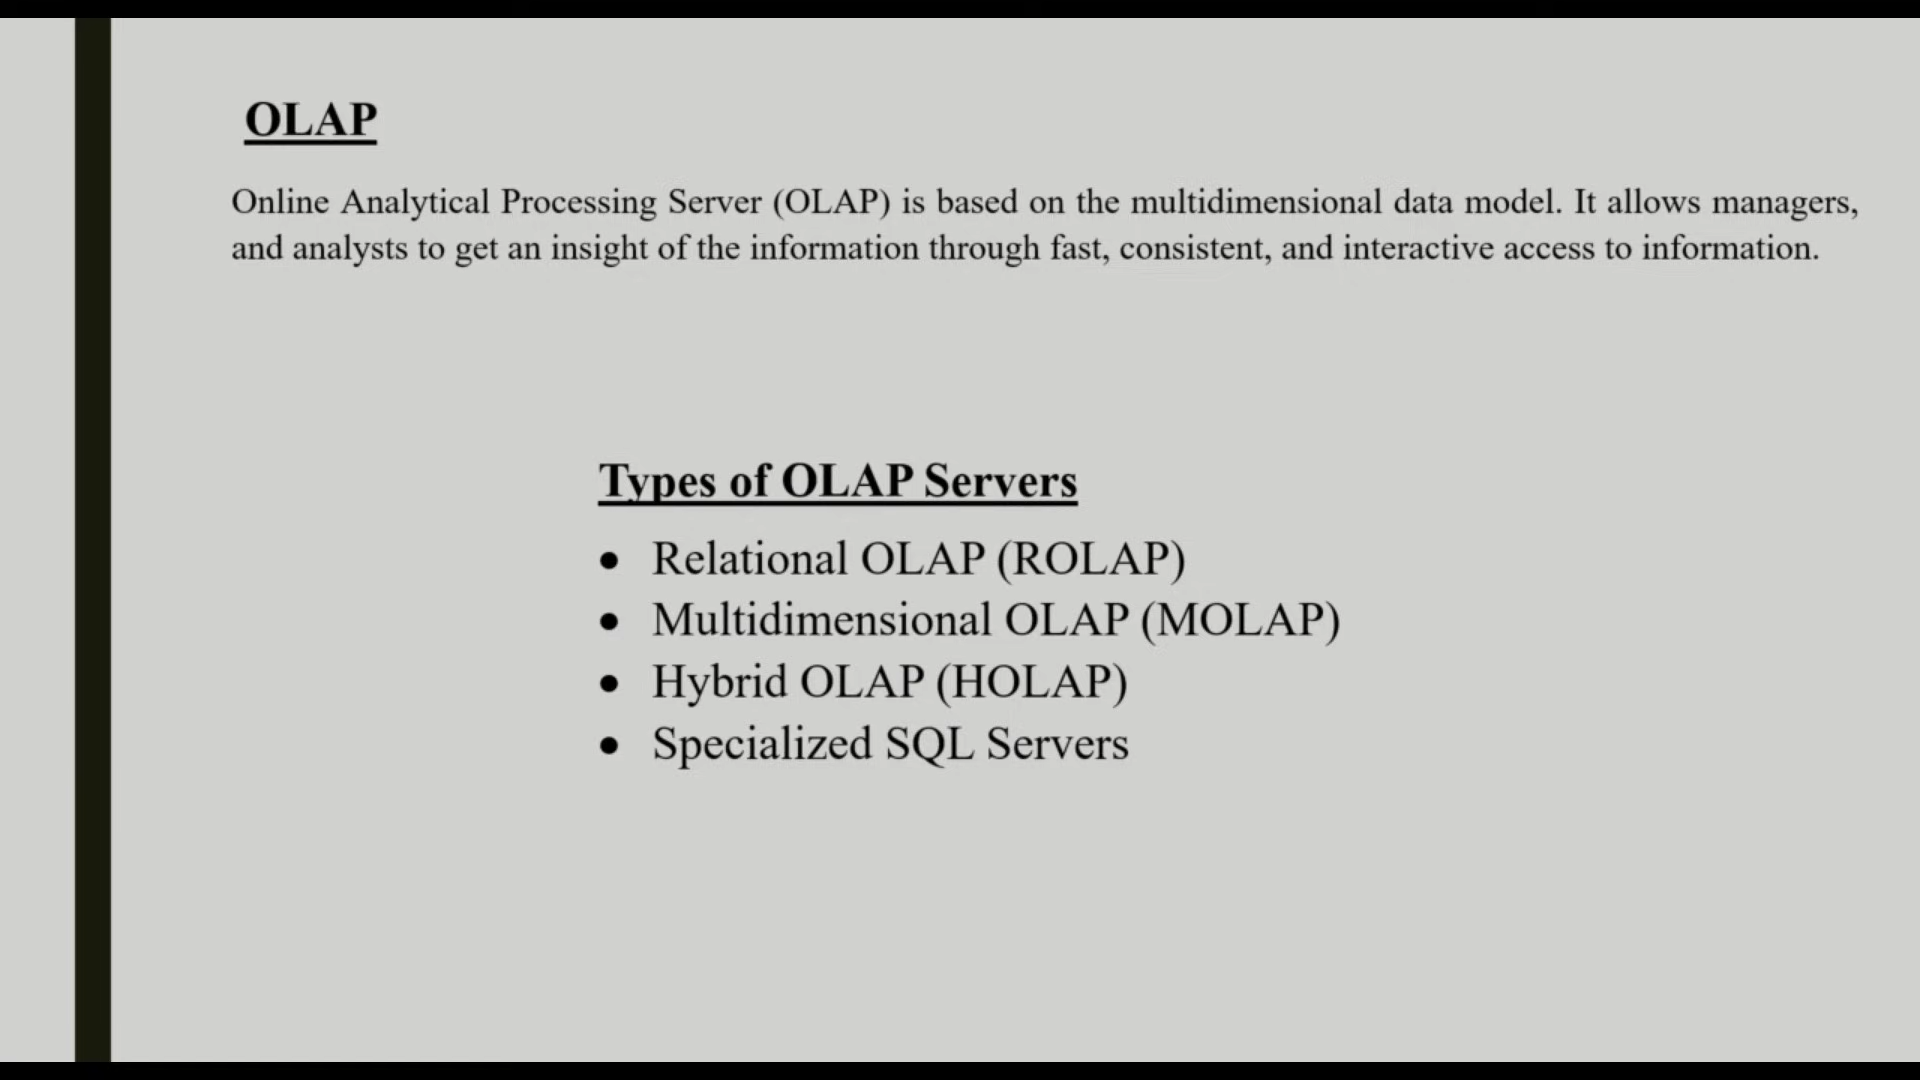 OLAP
Online Analytical Processing Server (OLAP) is based on the multidimensional data model. It allows managers,
and analysts to get an insight of the information through fast, consistent, and interactive access to information.
Types of OLAP Servers
• Relational OLAP (ROLAP)
• Multidimensional OLAP (MOLAP)
• Hybrid OLAP (HOLAP)
• Specialized SQL Servers